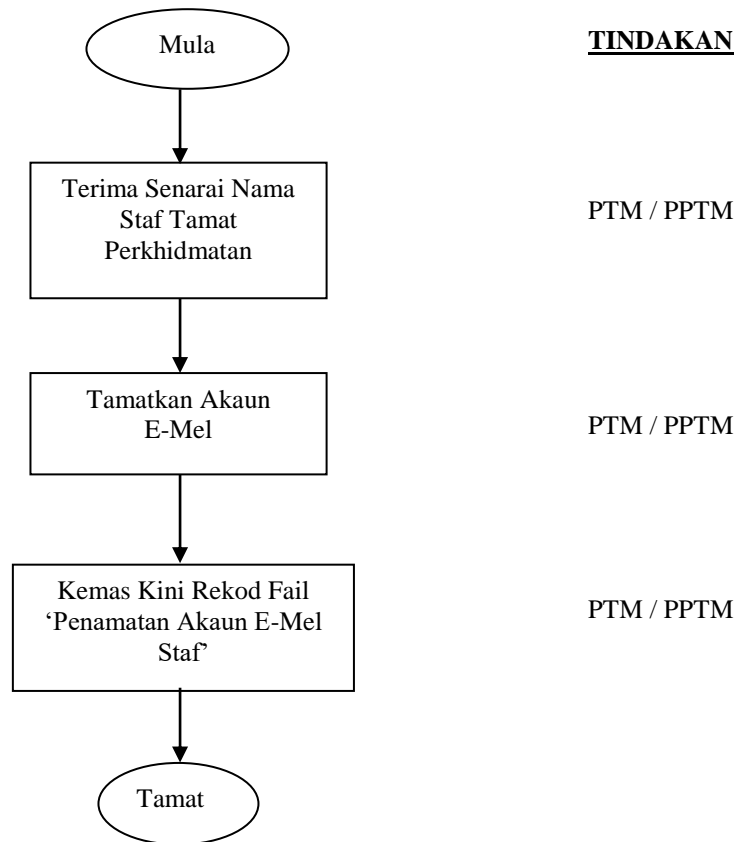 Mula
TINDAKAN
Terima Senarai Nama
Staf Tamat
Perkhidmatan
PTM / PPTM
Tamatkan Akaun
E-Mel
PTM / PPTM
Kemas Kini Rekod Fail
‘Penamatan Akaun E-Mel
Staf’
PTM / PPTM
Tamat